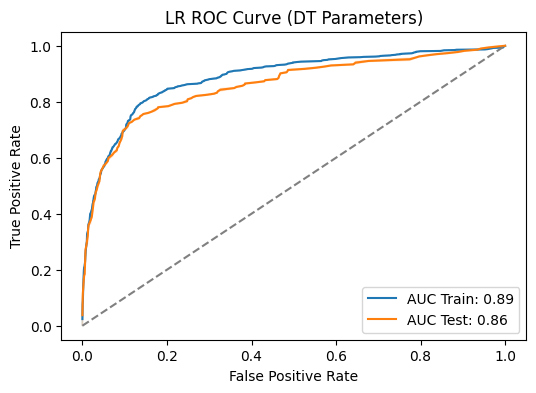 LR ROC Curve (DT Parameters)
True Positive Rate
1.0
0.8
0.6
0.4
0.2
0.0
AUC Train: 0.89
AUC Test: 0.86
0.0 0.2 0.4 0.6 0.8 1.0
False Positive Rate